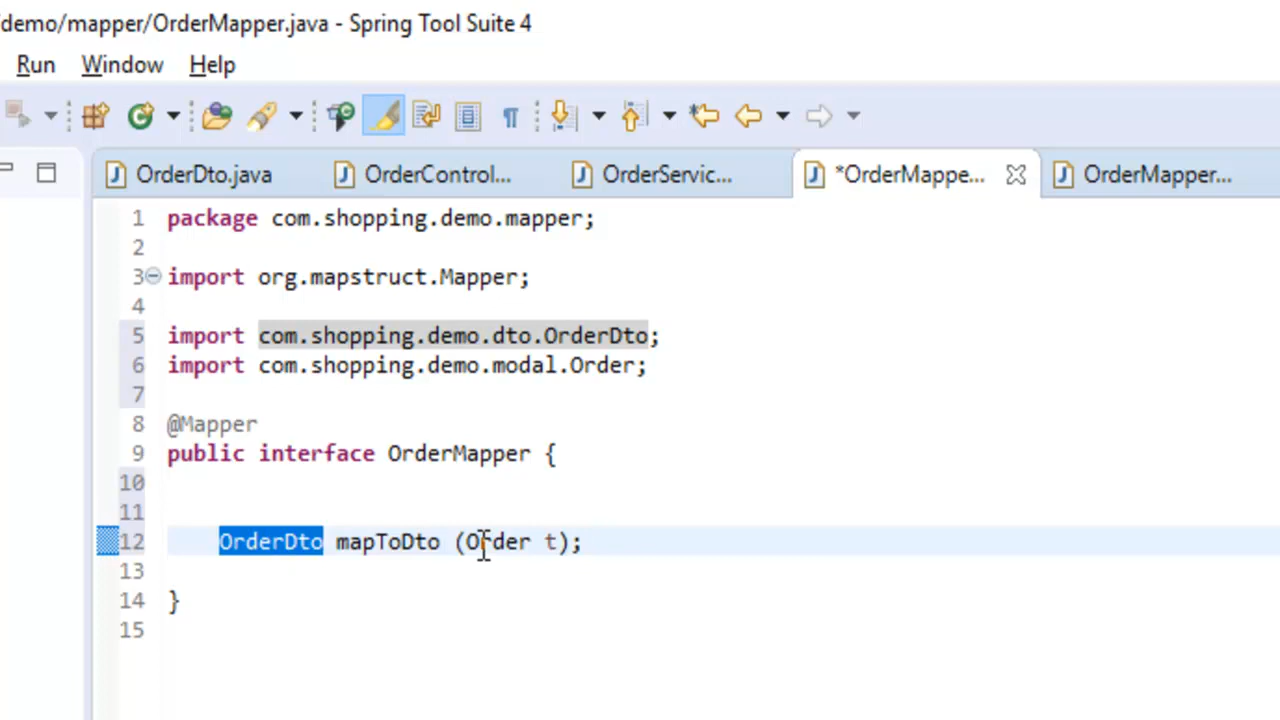 /demo/mapper/OrderMapper.java - Spring Tool Suite 4
Run Window Help
OrderDto.java OrderControl... OrderServic... *OrderMappe... OrderMapper...
1 package com.shopping.demo.mapper;
2
3 import org.mapstruct.Mapper;
4
5 import com.shopping.demo.dto.OrderDto;
6 import com.shopping.demo.modal.Order;
7
8 @Mapper
9 public interface OrderMapper {
10
11
12 OrderDto mapToDto (Order t);
13
14 }
15